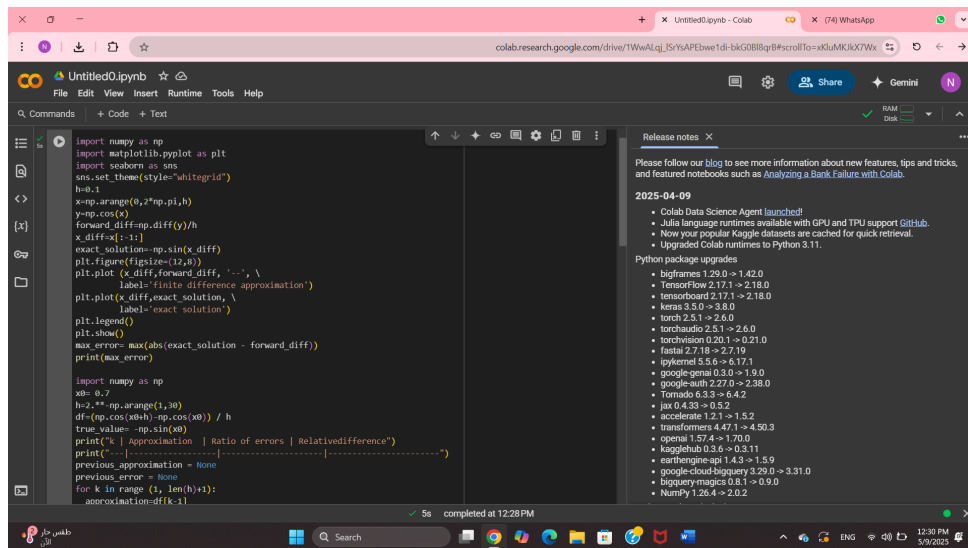 Untitled0.ipynb - Colab
(74) WhatsApp
N
colab.research.google.com/drive/1WwALqj_lSrYsAPEbwe1di-bkG0Bl8qrB#scrollTo=xKluMKJkX7Wx
Untitled0.ipynb
File Edit View Insert Runtime Tools Help
Share
Gemini
N
Commands + Code + Text
RAM
Disk
5s
import numpy as np
import matplotlib.pyplot as plt
import seaborn as sns
sns.set_theme(style="whitegrid")
h=0.1
x=np.arange(0,2*np.pi,h)
y=np.cos(x)
forward_diff=np.diff(y)/h
x_diff=x[:-1:]
exact_solution=-np.sin(x_diff)
plt.figure(figsize=(12,8))
plt.plot (x_diff,forward_diff, '--', \
label='finite difference approximation')
plt.plot(x_diff,exact_solution, \
label='exact solution')
plt.legend()
plt.show()
max_error= max(abs(exact_solution - forward_diff))
print(max_error)
import numpy as np
x0= 0.7
h=2.**-np.arange(1,30)
df=(np.cos(x0+h)-np.cos(x0)) / h
true_value= -np.sin(x0)
print("k | Approximation | Ratio of errors | Relativedifference")
print("---|------------------|----------------------|-----------------------")
previous_approximation = None
previous_error = None
for k in range (1, len(h)+1):
approximation=df[k-1]
Release notes
Please follow our blog to see more information about new features, tips and tricks,
and featured notebooks such as Analyzing a Bank Failure with Colab.
2025-04-09
Colab Data Science Agent launched!
Julia language runtimes available with GPU and TPU support GitHub.
Now your popular Kaggle datasets are cached for quick retrieval.
Upgraded Colab runtimes to Python 3.11.
Python package upgrades
bigframes 1.29.0 -> 1.42.0
TensorFlow 2.17.1 -> 2.18.0
tensorboard 2.17.1 -> 2.18.0
keras 3.5.0 -> 3.8.0
torch 2.5.1 -> 2.6.0
torchaudio 2.5.1 -> 2.6.0
torchvision 0.20.1 -> 0.21.0
fastai 2.7.18 -> 2.7.19
ipykernel 5.5.6 -> 6.17.1
google-genai 0.3.0 -> 1.9.0
google-auth 2.27.0 -> 2.38.0
Tornado 6.3.3 -> 6.4.2
jax 0.4.33 -> 0.5.2
accelerate 1.2.1 -> 1.5.2
transformers 4.47.1 -> 4.50.3
openai 1.57.4 -> 1.70.0
kagglehub 0.3.6 -> 0.3.11
earthengine-api 1.4.3 -> 1.5.9
google-cloud-bigquery 3.29.0 -> 3.31.0
bigquery-magics 0.8.1 -> 0.9.0
NumPy 1.26.4 -> 2.0.2
5s completed at 12:28 PM
طقس حار
الآن
Search
ENG
12:30 PM
5/9/2025